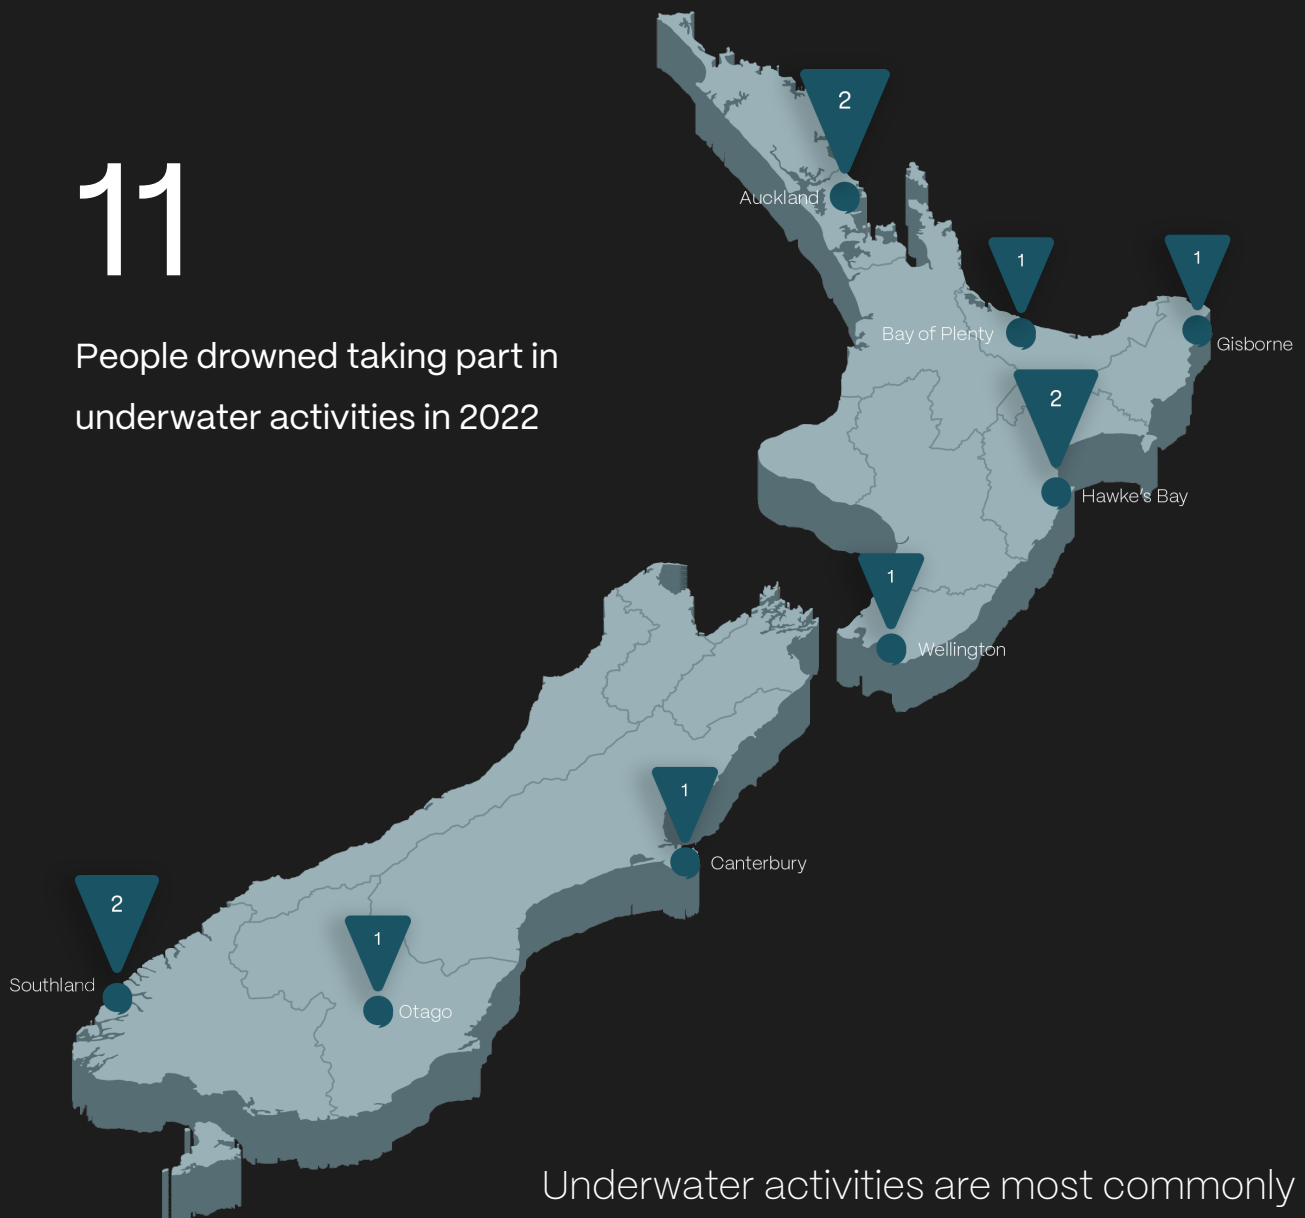 2
11
Auckland
1
1
Bay of Plenty
Gisborne
People drowned taking part in
2
underwater activities in 2022
Hawke's Bay
1
Wellington
1
Canterbury
2
1
Southland
Otago
Underwater activities are most commonly